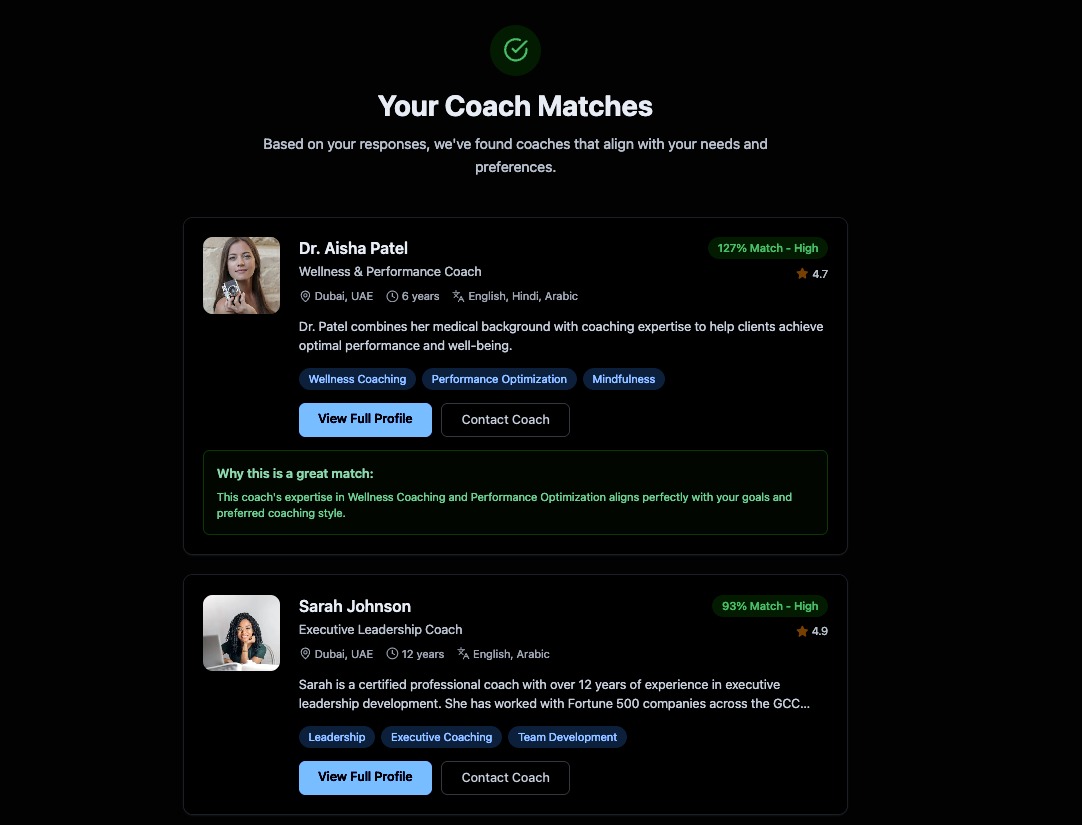 Your Coach Matches
Based on your responses, we've found coaches that align with your needs and
preferences.
Dr. Aisha Patel
127% Match - High
Wellness & Performance Coach
4.7
Dubai, UAE 6 years English, Hindi, Arabic
Dr. Patel combines her medical background with coaching expertise to help clients achieve
optimal performance and well-being.
Wellness Coaching Performance Optimization Mindfulness
View Full Profile Contact Coach
Why this is a great match:
This coach's expertise in Wellness Coaching and Performance Optimization aligns perfectly with your goals and
preferred coaching style.
Sarah Johnson
93% Match - High
Executive Leadership Coach
4.9
Dubai, UAE 12 years English, Arabic
Sarah is a certified professional coach with over 12 years of experience in executive
leadership development. She has worked with Fortune 500 companies across the GCC...
Leadership Executive Coaching Team Development
View Full Profile Contact Coach